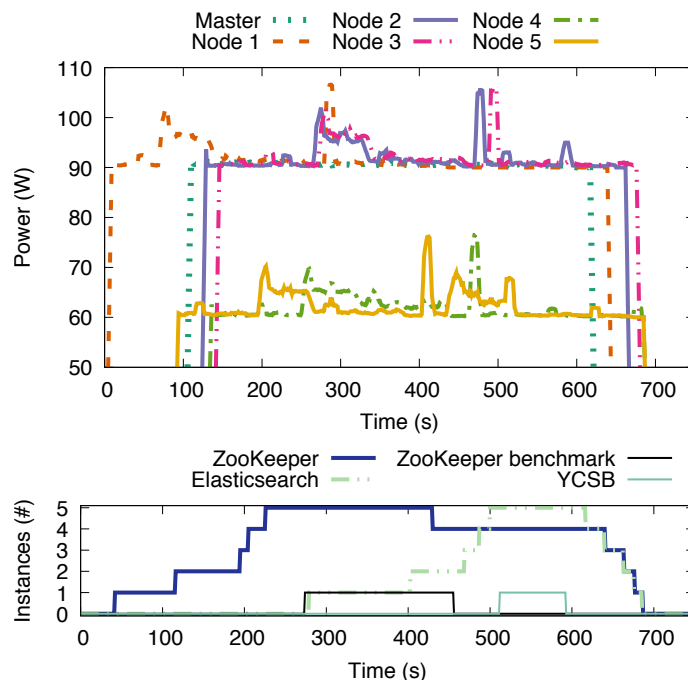 Master Node 2 Node 4
Node 1 Node 3 Node 5
110
100
90
80
70
60
50
Power (W)
0 100 200 300 400 500 600 700
Time (s)
ZooKeeper ZooKeeper benchmark
Elasticsearch YCSB
5
4
3
2
1
0
Instances (#)
0 100 200 300 400 500 600 700
Time (s)